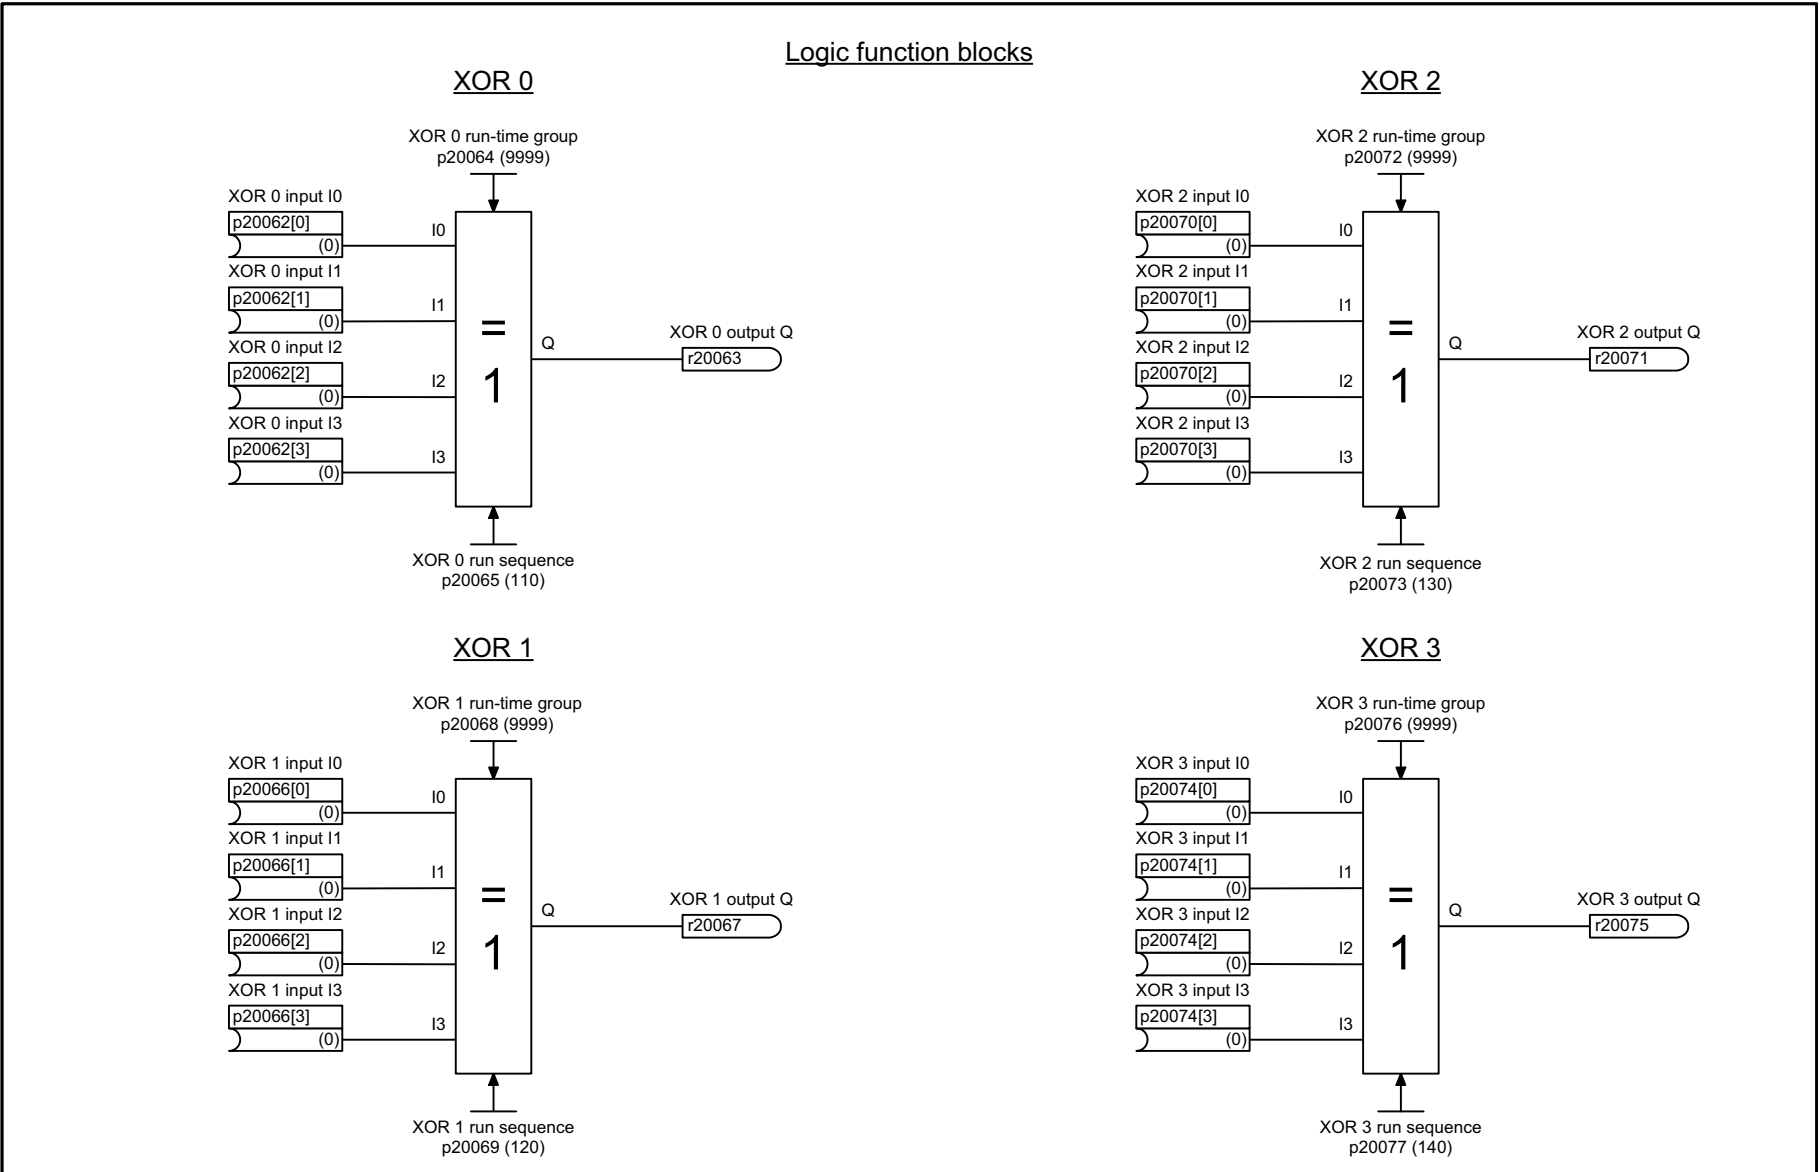 Logic function blocks
XOR 0
XOR 0 run-time group
p20064 (9999)
XOR 0 input I0
p20062[0]
(0)
I0
XOR 0 input I1
p20062[1]
(0)
I1
XOR 0 input I2
p20062[2]
(0)
I2
XOR 0 input I3
p20062[3]
(0)
I3
=
1
Q
XOR 0 output Q
r20063
XOR 0 run sequence
p20065 (110)
XOR 2
XOR 2 run-time group
p20072 (9999)
XOR 2 input I0
p20070[0]
(0)
I0
XOR 2 input I1
p20070[1]
(0)
I1
XOR 2 input I2
p20070[2]
(0)
I2
XOR 2 input I3
p20070[3]
(0)
I3
=
1
Q
XOR 2 output Q
r20071
XOR 2 run sequence
p20073 (130)
XOR 1
XOR 1 run-time group
p20068 (9999)
XOR 1 input I0
p20066[0]
(0)
I0
XOR 1 input I1
p20066[1]
(0)
I1
XOR 1 input I2
p20066[2]
(0)
I2
XOR 1 input I3
p20066[3]
(0)
I3
=
1
Q
XOR 1 output Q
r20067
XOR 1 run sequence
p20069 (120)
XOR 3
XOR 3 run-time group
p20076 (9999)
XOR 3 input I0
p20074[0]
(0)
I0
XOR 3 input I1
p20074[1]
(0)
I1
XOR 3 input I2
p20074[2]
(0)
I2
XOR 3 input I3
p20074[3]
(0)
I3
=
1
Q
XOR 3 output Q
r20075
XOR 3 run sequence
p20077 (140)